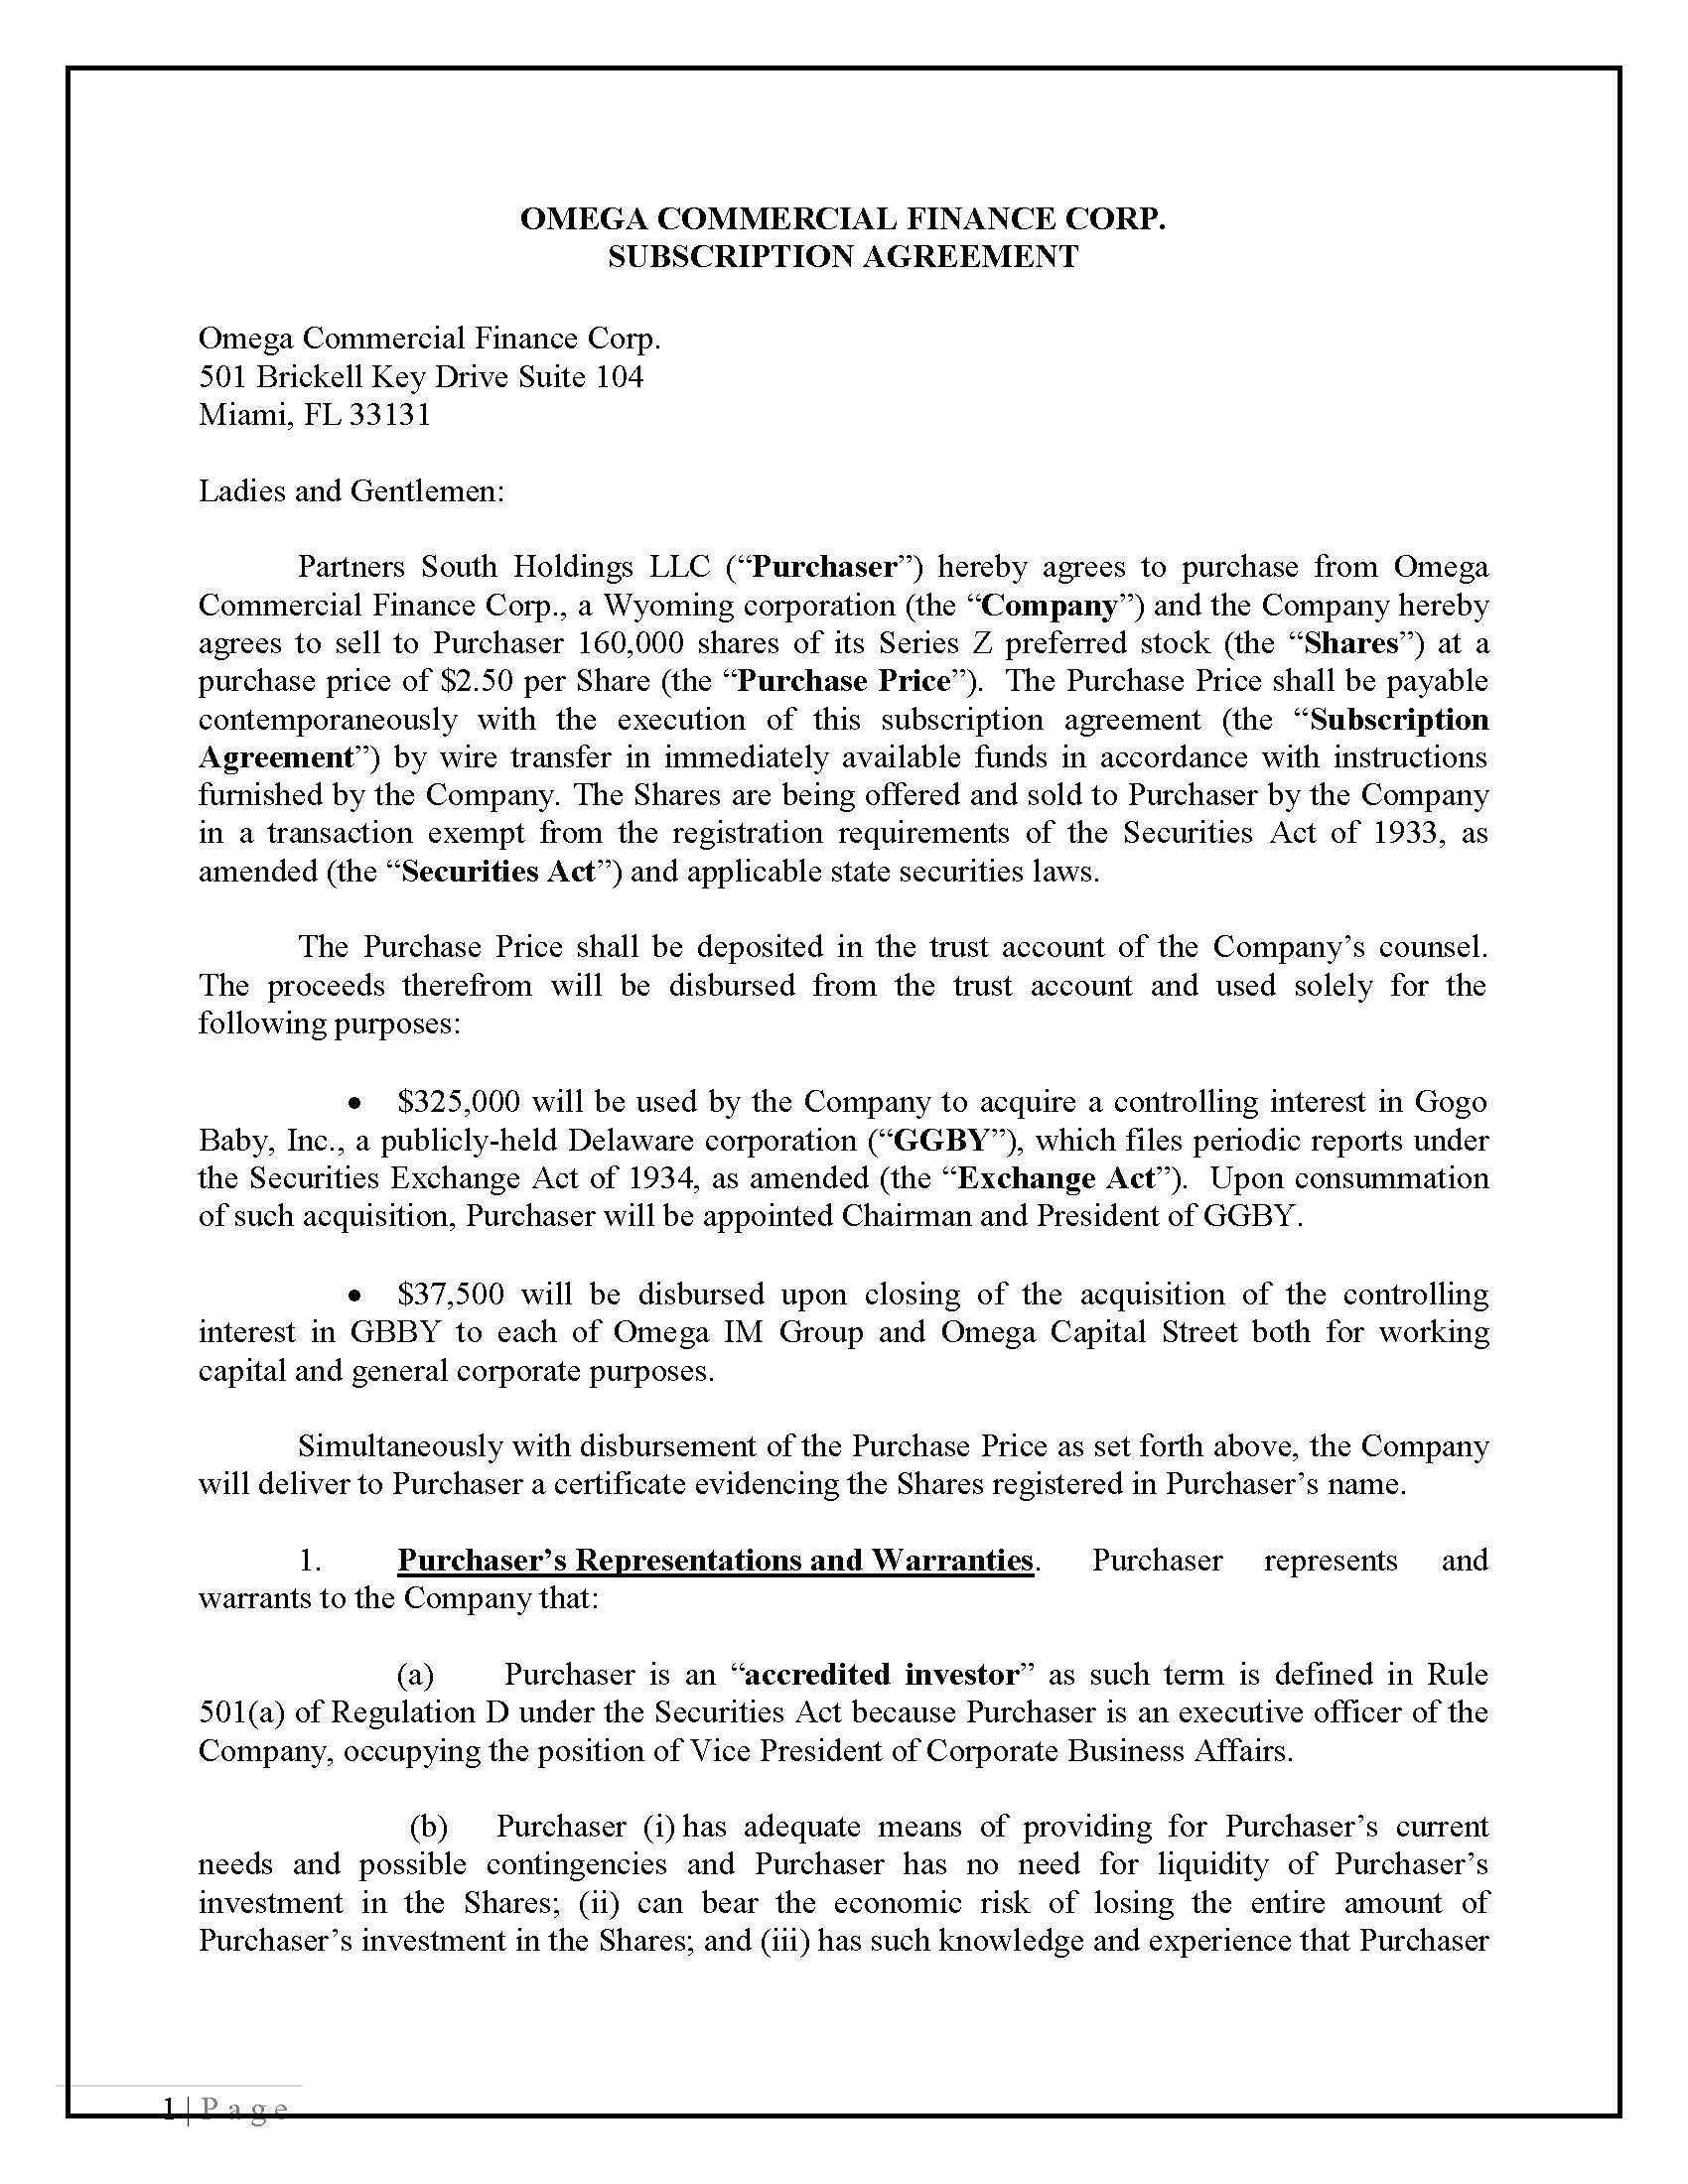 OMEGA COMMERCIAL FINANCE CORP.
SUBSCRIPTION AGREEMENT
Omega Commercial Finance Corp.
501 Brickell Key Drive Suite 104
Miami, FL 33131
Ladies and Gentlemen:
Partners South Holdings LLC (“Purchaser”) hereby agrees to purchase from Omega
Commercial Finance Corp., a Wyoming corporation (the “Company”) and the Company hereby
agrees to sell to Purchaser 160,000 shares of its Series Z preferred stock (the “Shares”) at a
purchase price of $2.50 per Share (the “Purchase Price”). The Purchase Price shall be payable
contemporaneously with the execution of this subscription agreement (the “Subscription
Agreement”) by wire transfer in immediately available funds in accordance with instructions
furnished by the Company. The Shares are being offered and sold to Purchaser by the Company
in a transaction exempt from the registration requirements of the Securities Act of 1933, as
amended (the “Securities Act”) and applicable state securities laws.
The Purchase Price shall be deposited in the trust account of the Company’s counsel.
The proceeds therefrom will be disbursed from the trust account and used solely for the
following purposes:
• $325,000 will be used by the Company to acquire a controlling interest in Gogo
Baby, Inc., a publicly-held Delaware corporation (“GGBY”), which files periodic reports under
the Securities Exchange Act of 1934, as amended (the “Exchange Act”). Upon consummation
of such acquisition, Purchaser will be appointed Chairman and President of GGBY.
• $37,500 will be disbursed upon closing of the acquisition of the controlling
interest in GBBY to each of Omega IM Group and Omega Capital Street both for working
capital and general corporate purposes.
Simultaneously with disbursement of the Purchase Price as set forth above, the Company
will deliver to Purchaser a certificate evidencing the Shares registered in Purchaser’s name.
1. Purchaser’s Representations and Warranties. Purchaser represents and
warrants to the Company that:
(a) Purchaser is an “accredited investor” as such term is defined in Rule
501(a) of Regulation D under the Securities Act because Purchaser is an executive officer of the
Company, occupying the position of Vice President of Corporate Business Affairs.
(b) Purchaser (i) has adequate means of providing for Purchaser’s current
needs and possible contingencies and Purchaser has no need for liquidity of Purchaser’s
investment in the Shares; (ii) can bear the economic risk of losing the entire amount of
Purchaser’s investment in the Shares; and (iii) has such knowledge and experience that Purchaser
1 | Page